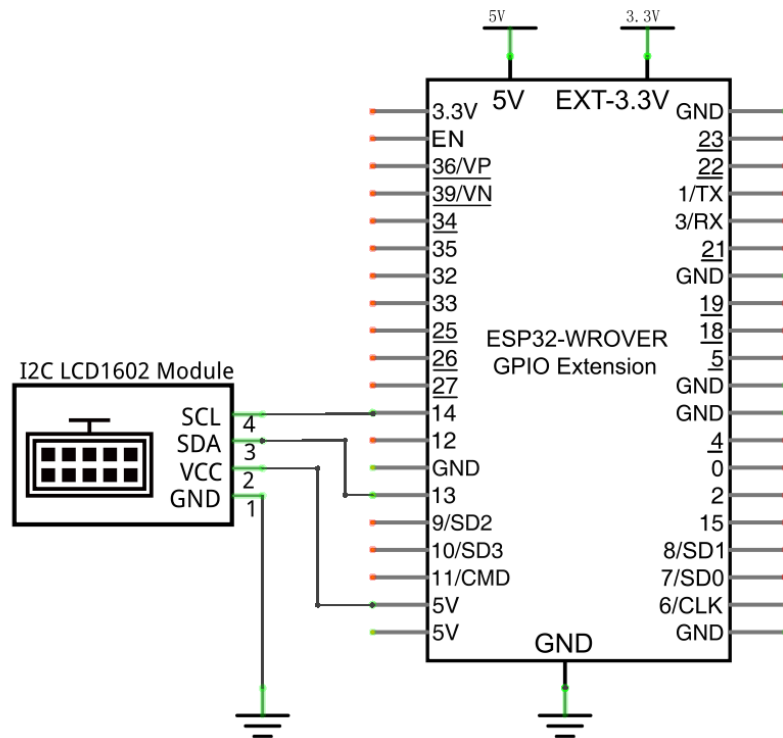 5V
3.3V
5V
EXT-3.3V
3.3V
EN
36/VP
39/VN
34
35
32
33
25
26
27
14
12
GND
13
9/SD2
10/SD3
11/CMD
5V
5V
GND
23
22
1/TX
3/RX
21
GND
19
18
5
GND
GND
4
0
2
15
8/SD1
7/SD0
6/CLK
GND
ESP32-WROVER
GPIO Extension
GND
I2C LCD1602 Module
SCL
4
SDA
3
VCC
2
GND
1